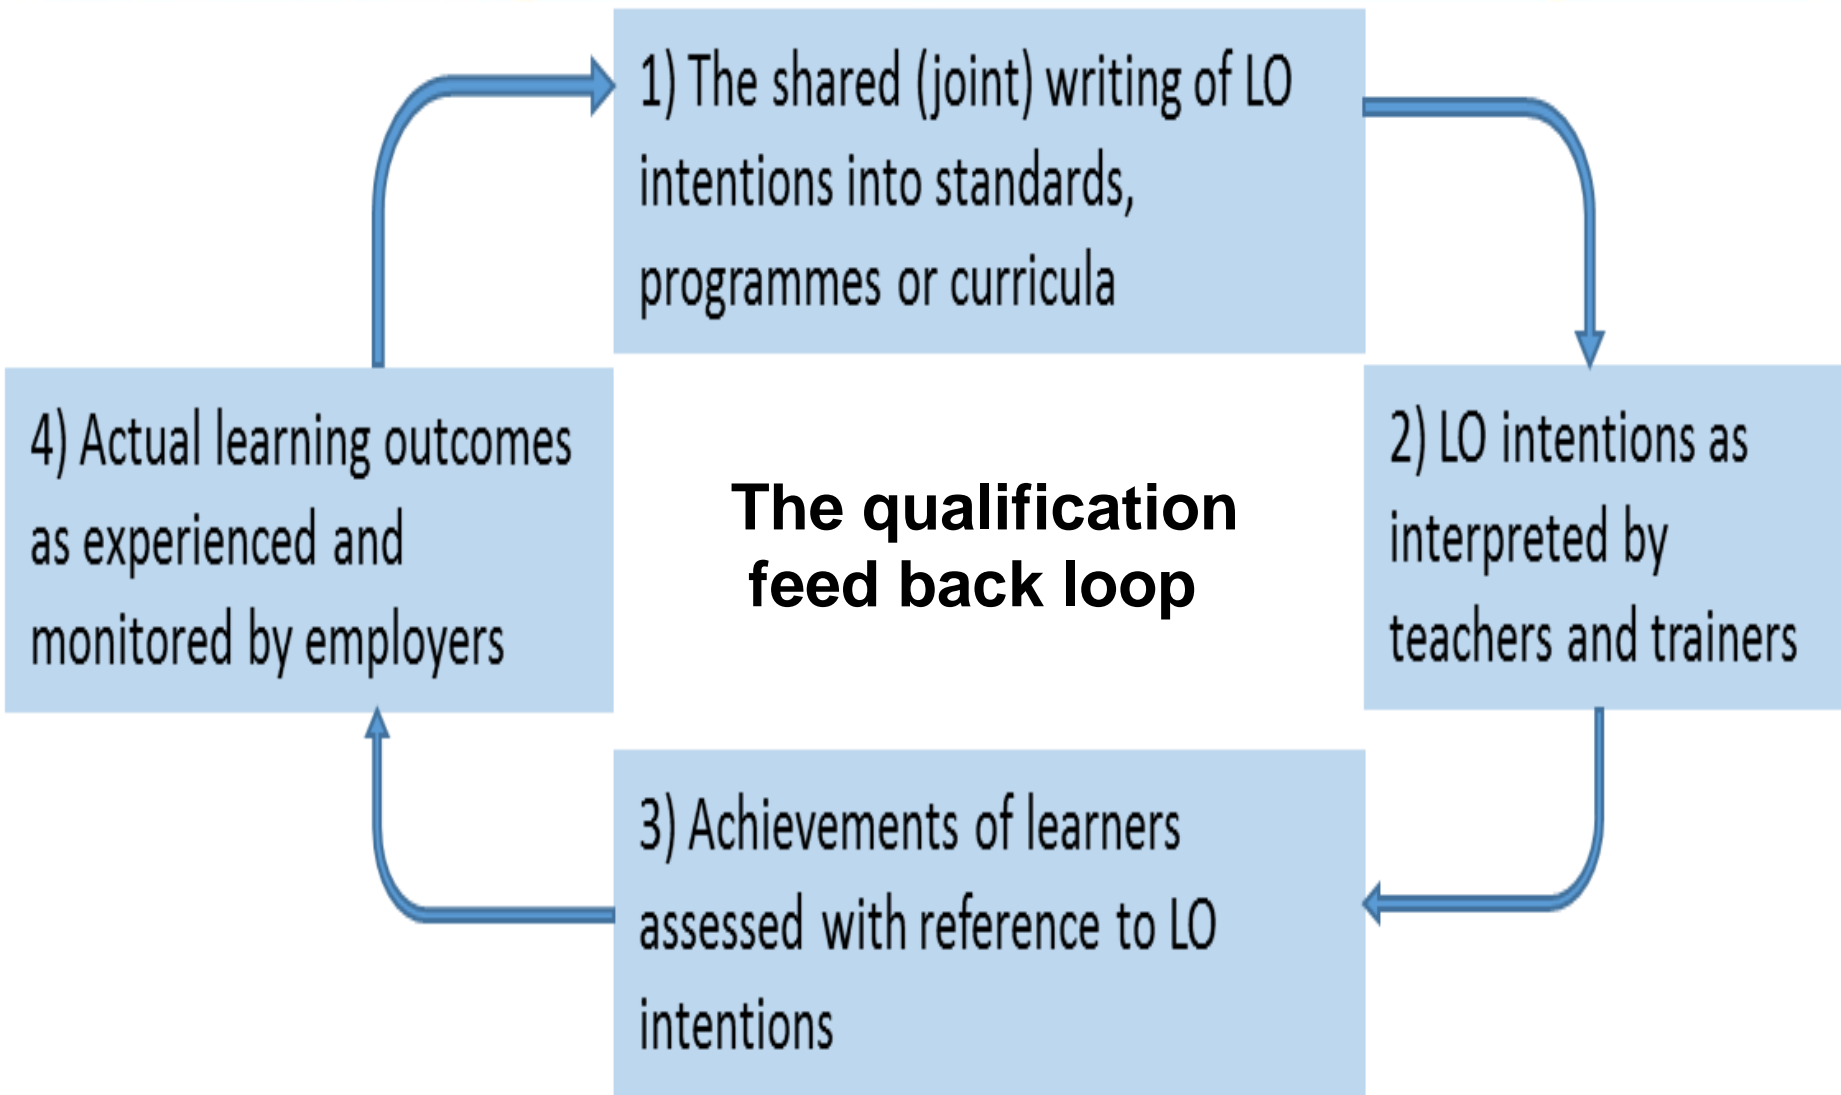 1) The shared (joint) writing of LO
intentions into standards,
programmes or curricula
2) LO intentions as
interpreted by
teachers and trainers
3) Achievements of learners
assessed with reference to LO
intentions
4) Actual learning outcomes
as experienced and
monitored by employers
The qualification
feed back loop